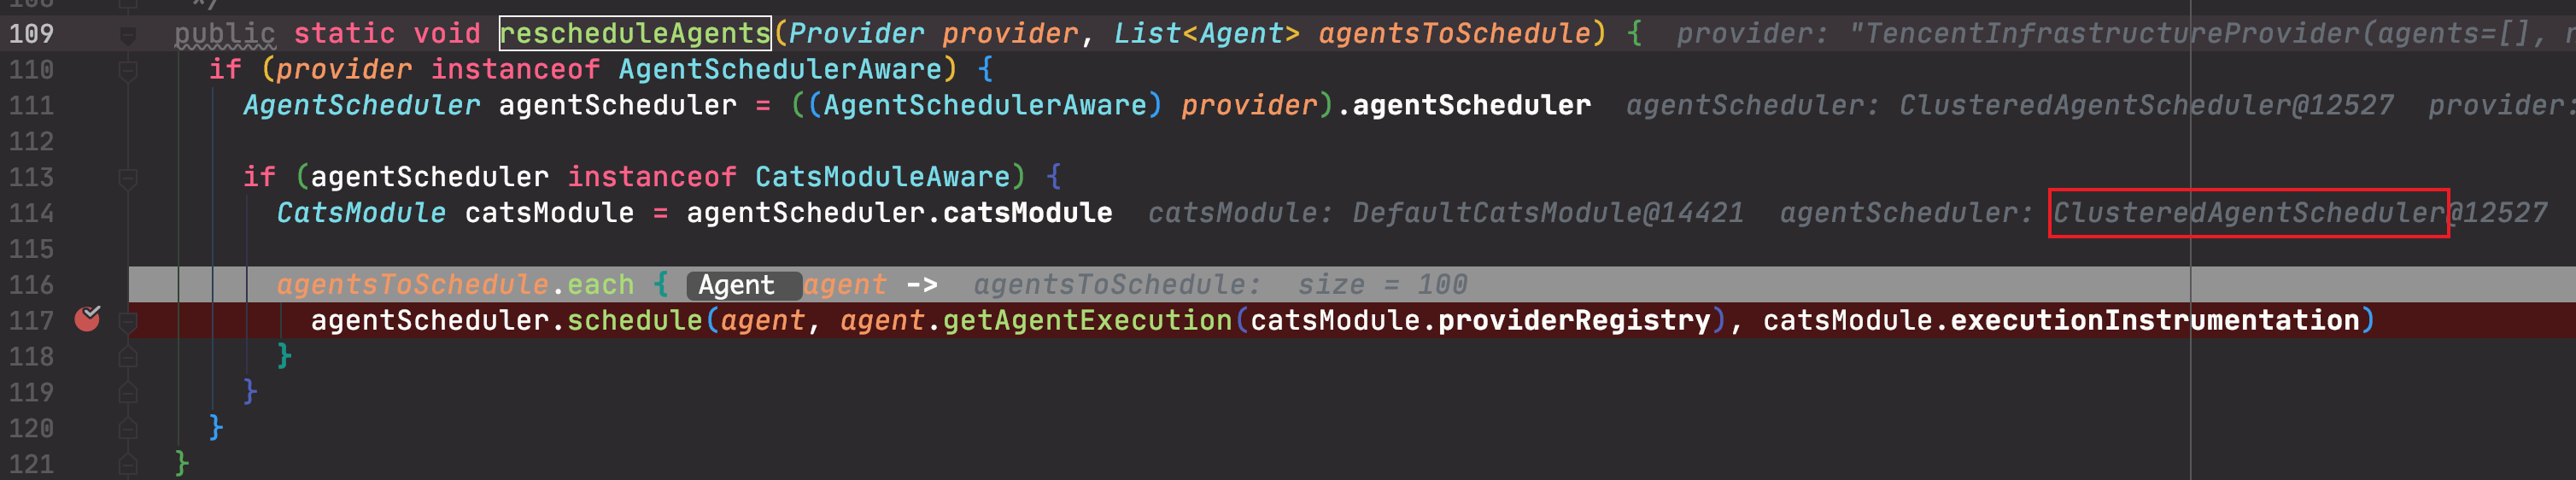 */
109 public static void rescheduleAgents(Provider provider, List<Agent> agentsToSchedule) { provider: "TencentInfrastructureProvider(agents=[],
110 if (provider instanceof AgentSchedulerAware) {
111 AgentScheduler agentScheduler = ((AgentSchedulerAware) provider).agentScheduler agentScheduler: ClusteredAgentScheduler@12527 provider:
112
113 if (agentScheduler instanceof CatsModuleAware) {
114 CatsModule catsModule = agentScheduler.catsModule catsModule: DefaultCatsModule@14421 agentScheduler: ClusteredAgentScheduler@12527
115
116 agentsToSchedule.each { Agent agent -> agentsToSchedule: size = 100
117 agentScheduler.schedule(agent, agent.getAgentExecution(catsModule.providerRegistry), catsModule.executionInstrumentation)
118 }
119 }
120 }
121 }